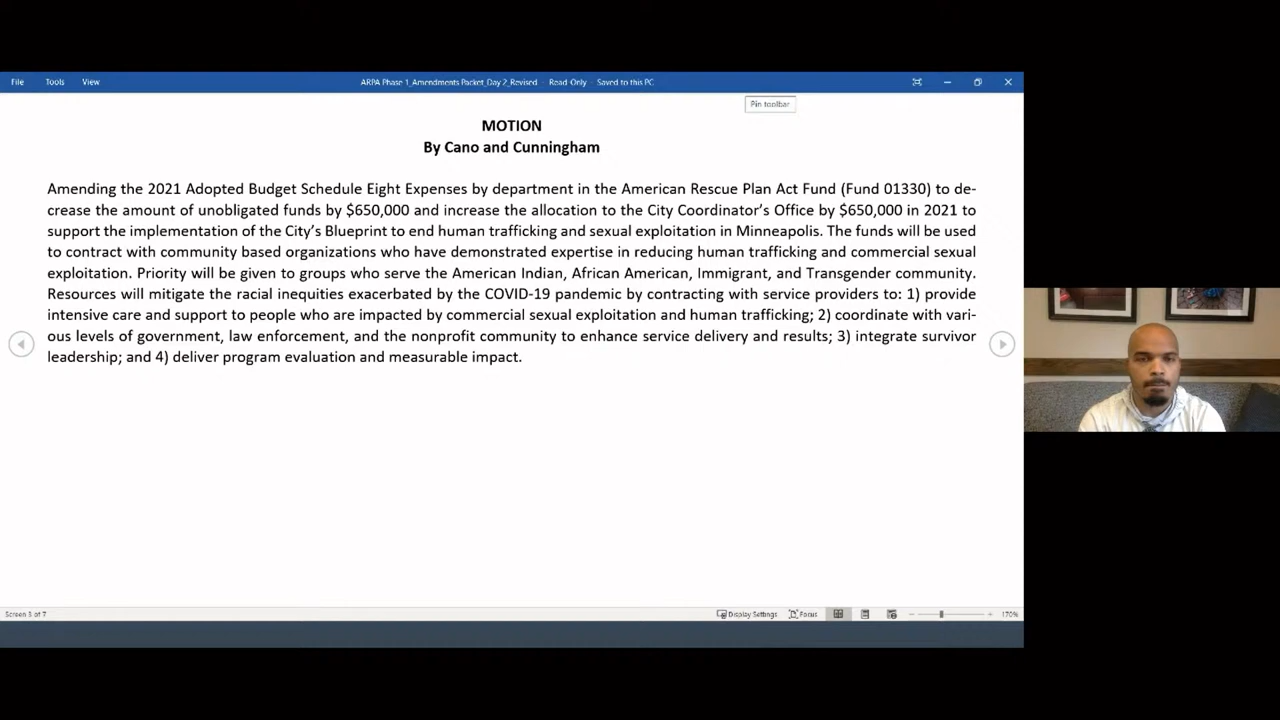 File Tools View ARPA Phase 1_Amendments Packet_Day 2_Revised - Read-Only - Saved to this PC
Pin toolbar
MOTION
By Cano and Cunningham
Amending the 2021 Adopted Budget Schedule Eight Expenses by department in the American Rescue Plan Act Fund (Fund 01330) to de-
crease the amount of unobligated funds by $650,000 and increase the allocation to the City Coordinator's Office by $650,000 in 2021 to
support the implementation of the City's Blueprint to end human trafficking and sexual exploitation in Minneapolis. The funds will be used
to contract with community based organizations who have demonstrated expertise in reducing human trafficking and commercial sexual
exploitation. Priority will be given to groups who serve the American Indian, African American, Immigrant, and Transgender community.
Resources will mitigate the racial inequities exacerbated by the COVID-19 pandemic by contracting with service providers to: 1) provide
intensive care and support to people who are impacted by commercial sexual exploitation and human trafficking; 2) coordinate with vari-
ous levels of government, law enforcement, and the nonprofit community to enhance service delivery and results; 3) integrate survivor
leadership; and 4) deliver program evaluation and measurable impact.
Screen 3 of 7 Display Settings Focus 170%